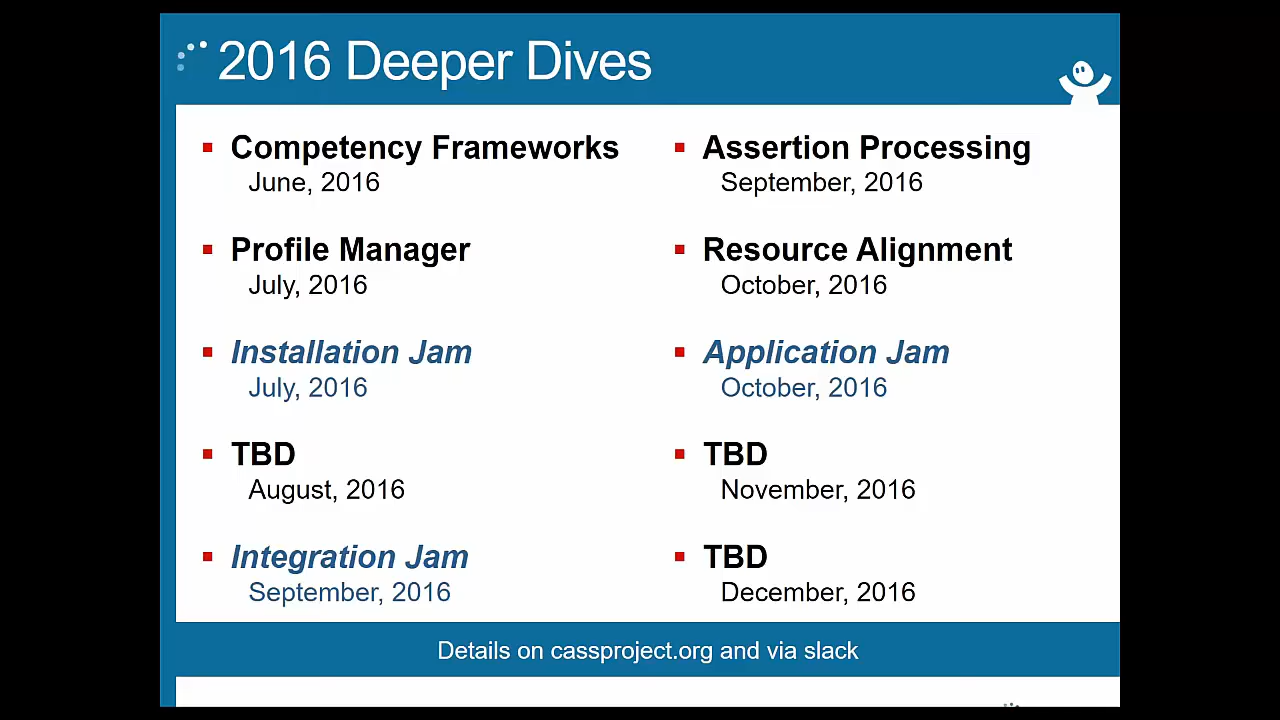 2016 Deeper Dives
Competency Frameworks
June, 2016
Profile Manager
July, 2016
Installation Jam
July, 2016
TBD
August, 2016
Integration Jam
September, 2016
Assertion Processing
September, 2016
Resource Alignment
October, 2016
Application Jam
October, 2016
TBD
November, 2016
TBD
December, 2016
Details on cassproject.org and via slack